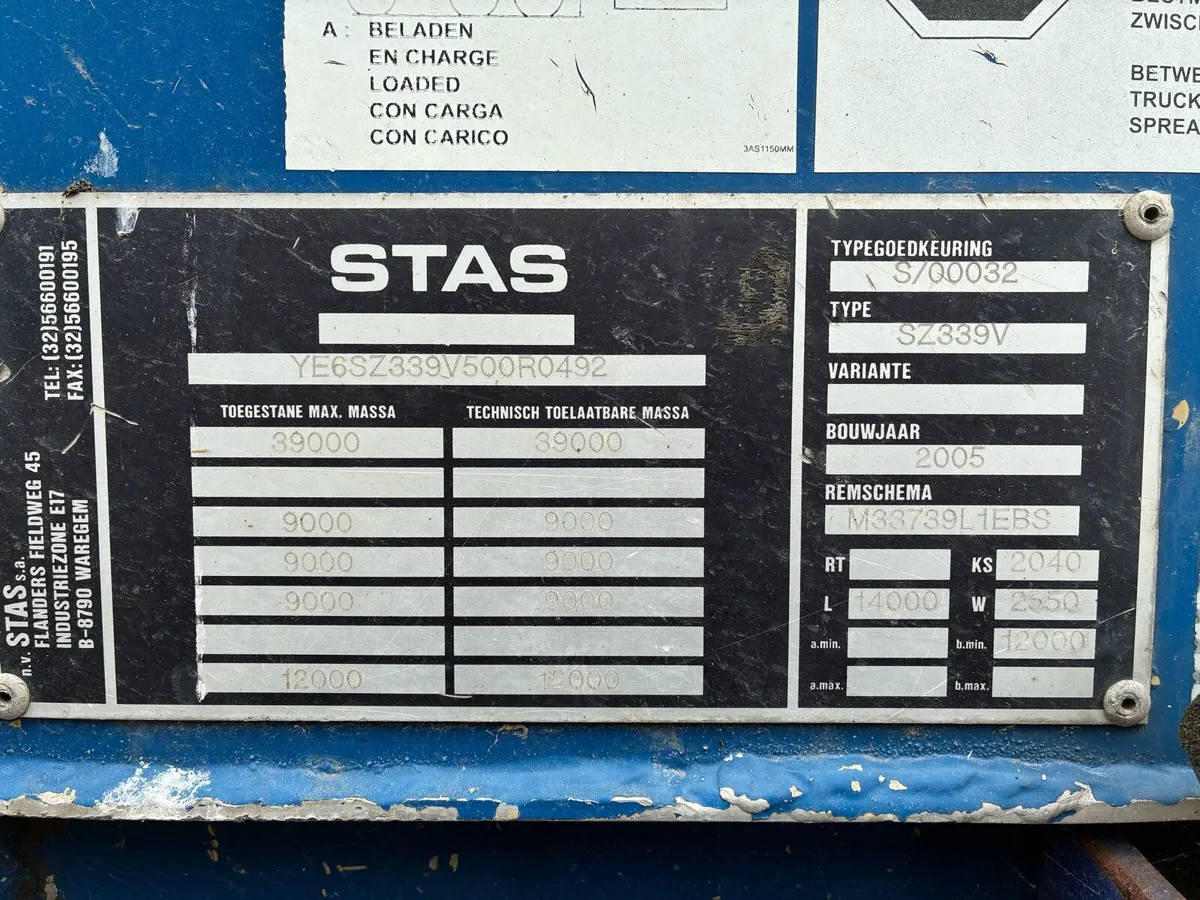 A: BELADEN
EN CHARGE
LOADED
CON CARGA
CON CARICO
3AS1150MM
ZWISC
BETWE
TRUCK
SPREA
TEL: (32)56600191
FAX:(32)56600195
n.v. STAS s.a.
FLANDERS FIELDWEG 45
INDUSTRIEZONE E17
B-8790 WAREGEM
STAS
YE6SZ339V500R0492
TOEGESTANE MAX. MASSA TECHNISCH TOELAATBARE MASSA
39000 39000
9000 9000
9000 9000
9000 9000
12000 12000
TYPEGOEDKEURING
S/00032
TYPE
SZ339V
VARIANTE
BOUWJAAR
2005
REMSCHEMA
M33739L1EBS
RT KS 2040
L 14000 W 2550
a.min. b.min. 12000
a.max. b.max.